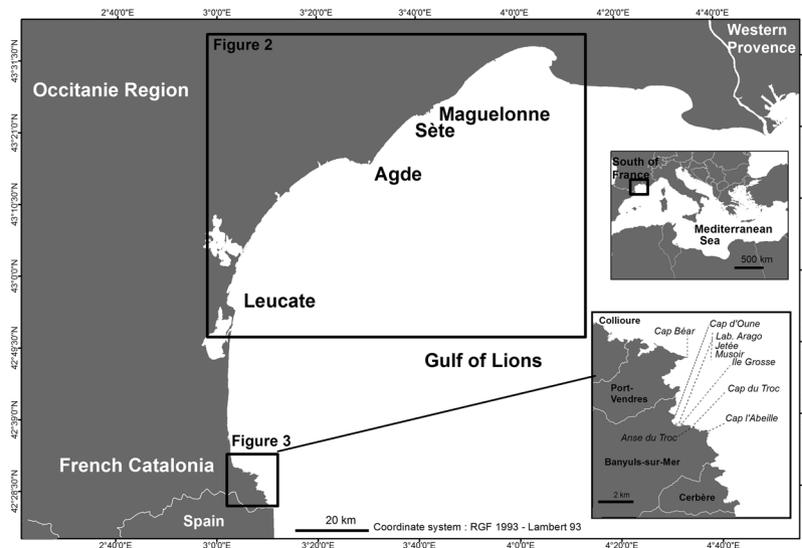 2°40'0"E
3°0'0"E
3°20'0"E
3°40'0"E
4°0'0"E
4°20'0"E
4°40'0"E
43°31'30"N
43°21'0"N
43°10'30"N
43°0'0"N
42°49'30"N
42°39'0"N
42°28'30"N
Figure 2
Western
Provence
Occitanie Region
Maguelonne
Sète
Agde
South of
France
Mediterranean
Sea
500 km
Leucate
Gulf of Lions
Collioure
Cap Béar
Cap d'Oune
Lab. Arago
Jetée
Musoir
Ile Grosse
Port-
Vendres
Cap du Troc
Cap l'Abeille
Anse du Troc
Banyuls-sur-Mer
Cerbère
2 km
Figure 3
French Catalonia
Spain
20 km
Coordinate system : RGF 1993 - Lambert 93
2°40'0"E
3°0'0"E
3°20'0"E
3°40'0"E
4°0'0"E
4°20'0"E
4°40'0"E